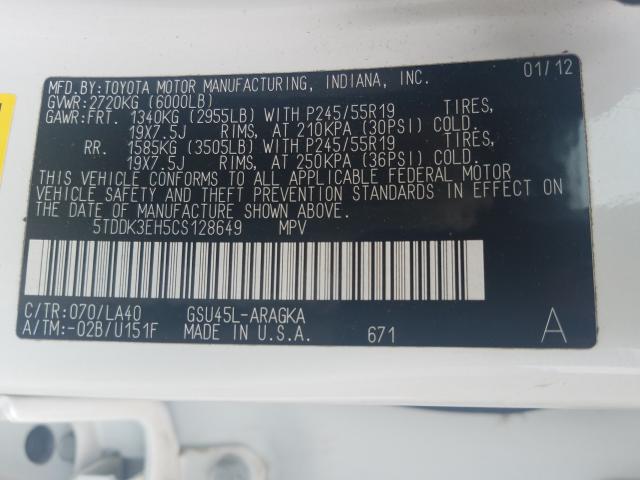 MFD.BY: TOYOTA MOTOR MANUFACTURING, INDIANA, INC. 01/12
GVWR:2720KG (6000LB)
GAWR:FRT. 1340KG (2955LB) WITH P245/55R19 TIRES,
19X7.5J RIMS, AT 210KPA (30PSI) COLD.
RR. 1585KG (3505LB) WITH P245/55R19 TIRES,
19X7.5J RIMS, AT 250KPA (36PSI) COLD.
THIS VEHICLE CONFORMS TO ALL APPLICABLE FEDERAL MOTOR
VEHICLE SAFETY AND THEFT PREVENTION STANDARDS IN EFFECT ON
THE DATE OF MANUFACTURE SHOWN ABOVE.
5TDDK3EH5CS128649 MPV
C/TR:070/LA40 GSU45L-ARAGKA
A/TM:-02B/U151F MADE IN U.S.A. 671 A